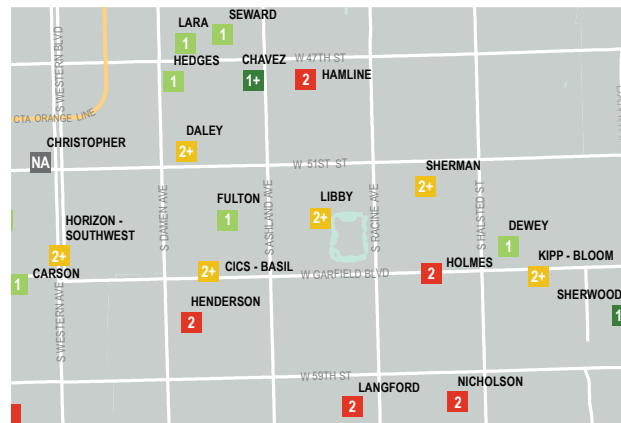 SEWARD
LARA
1
1
S WESTERN BLVD
HEDGES
CHAVEZ
W 47TH ST
1
1+
2
HAMLINE
CTA ORANGE LINE
DALEY
2+
CHRISTOPHER
NA
W 51ST ST
SHERMAN
2+
S DAMEN AVE
S ASHLAND AVE
S RACINE AVE
S HALSTED ST
FULTON
1
LIBBY
2+
HORIZON -
SOUTHWEST
2+
DEWEY
1
KIPP - BLOOM
2+
CARSON
1
CICS - BASIL
2+
W GARFIELD BLVD
HOLMES
2
SHERWOOD
1
HENDERSON
2
S WESTERN AVE
W 59TH ST
LANGFORD
2
NICHOLSON
2